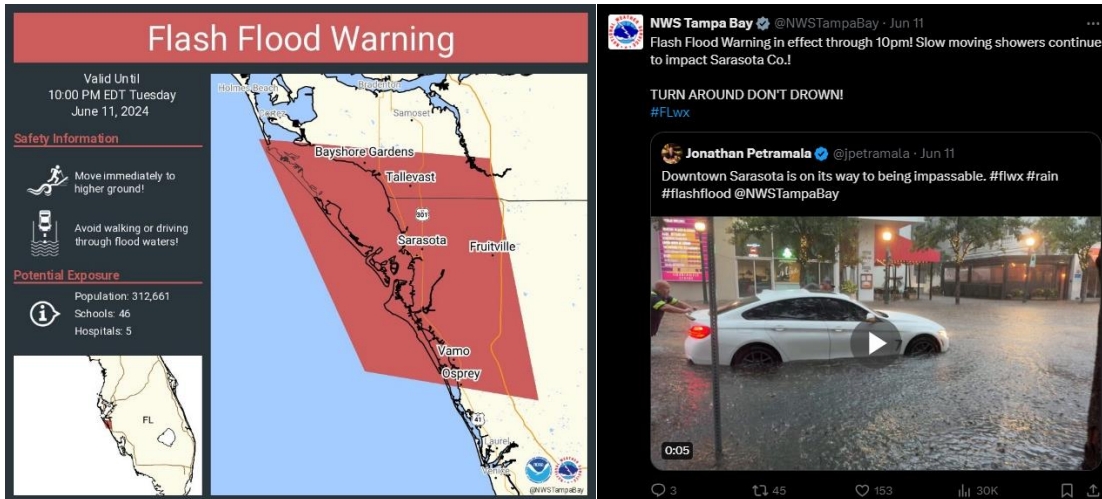 Flash Flood Warning
Valid Until
10:00 PM EDT Tuesday
June 11, 2024
Safety Information
Move immediately to
higher ground!
Avoid walking or driving
through flood waters!
Potential Exposure
Population: 312,661
Schools: 46
Hospitals: 5
FL
Holmes Beach
Bradenton
Cortez
Samoset
Bayshore Gardens
Tallevast
301
Sarasota
Fruitville
Vamo
Osprey
41
Laurel
Venice
@NWSTampaBay
NWS Tampa Bay @NWSTampaBay · Jun 11
Flash Flood Warning in effect through 10pm! Slow moving showers continue
to impact Sarasota Co.!
TURN AROUND DON'T DROWN!
#FLwx
Jonathan Petramala @jpetramala · Jun 11
Downtown Sarasota is on its way to being impassable. #flwx #rain
#flashflood @NWSTampaBay
0:05
3 45 153 30K